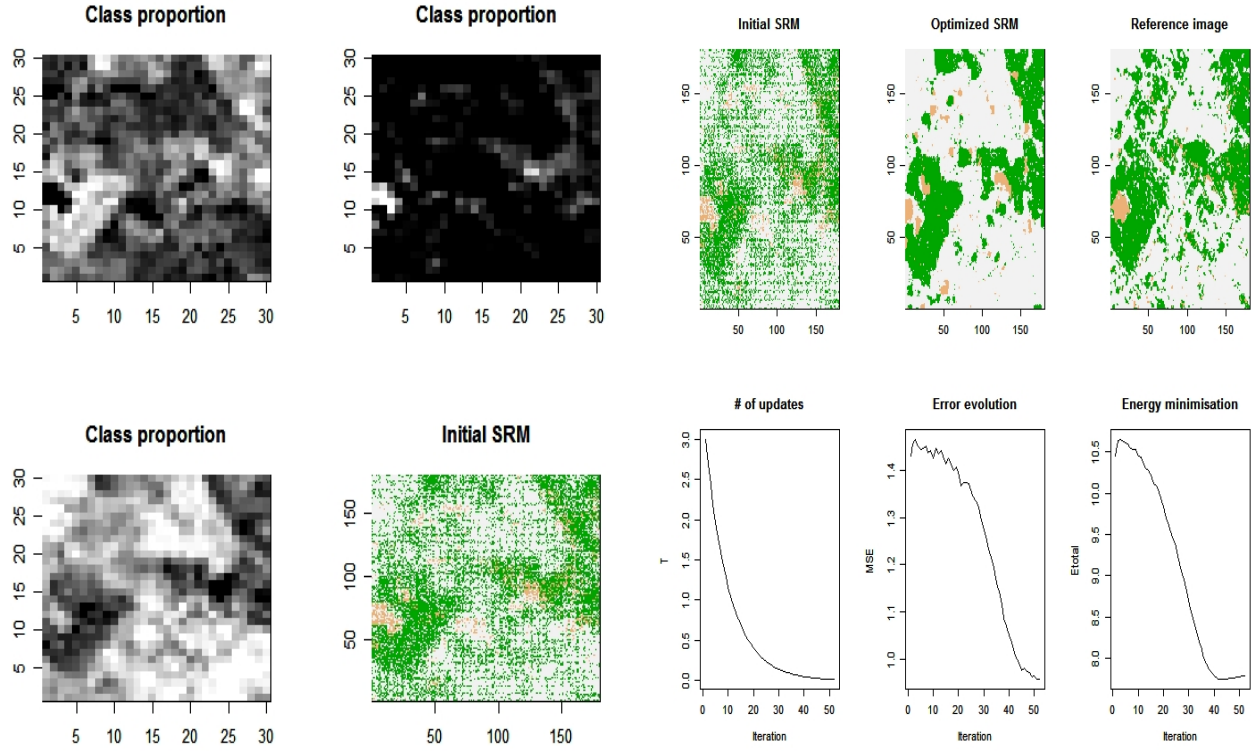 Class proportion
30
25
20
15
10
5
5 10 15 20 25 30
Class proportion
30
25
20
15
10
5
5 10 15 20 25 30
Initial SRM
150
100
50
50 100 150
Optimized SRM
150
100
50
50 100 150
Reference image
150
100
50
50 100 150
Class proportion
30
25
20
15
10
5
5 10 15 20 25 30
Initial SRM
150
100
50
50 100 150
# of updates
T
3.0
2.5
2.0
1.5
1.0
0.5
0.0
0 10 20 30 40 50
Iteration
Error evolution
MSE
1.4
1.3
1.2
1.1
1.0
0 10 20 30 40 50
Iteration
Energy minimisation
Etotal
10.5
10.0
9.5
9.0
8.5
8.0
0 10 20 30 40 50
Iteration